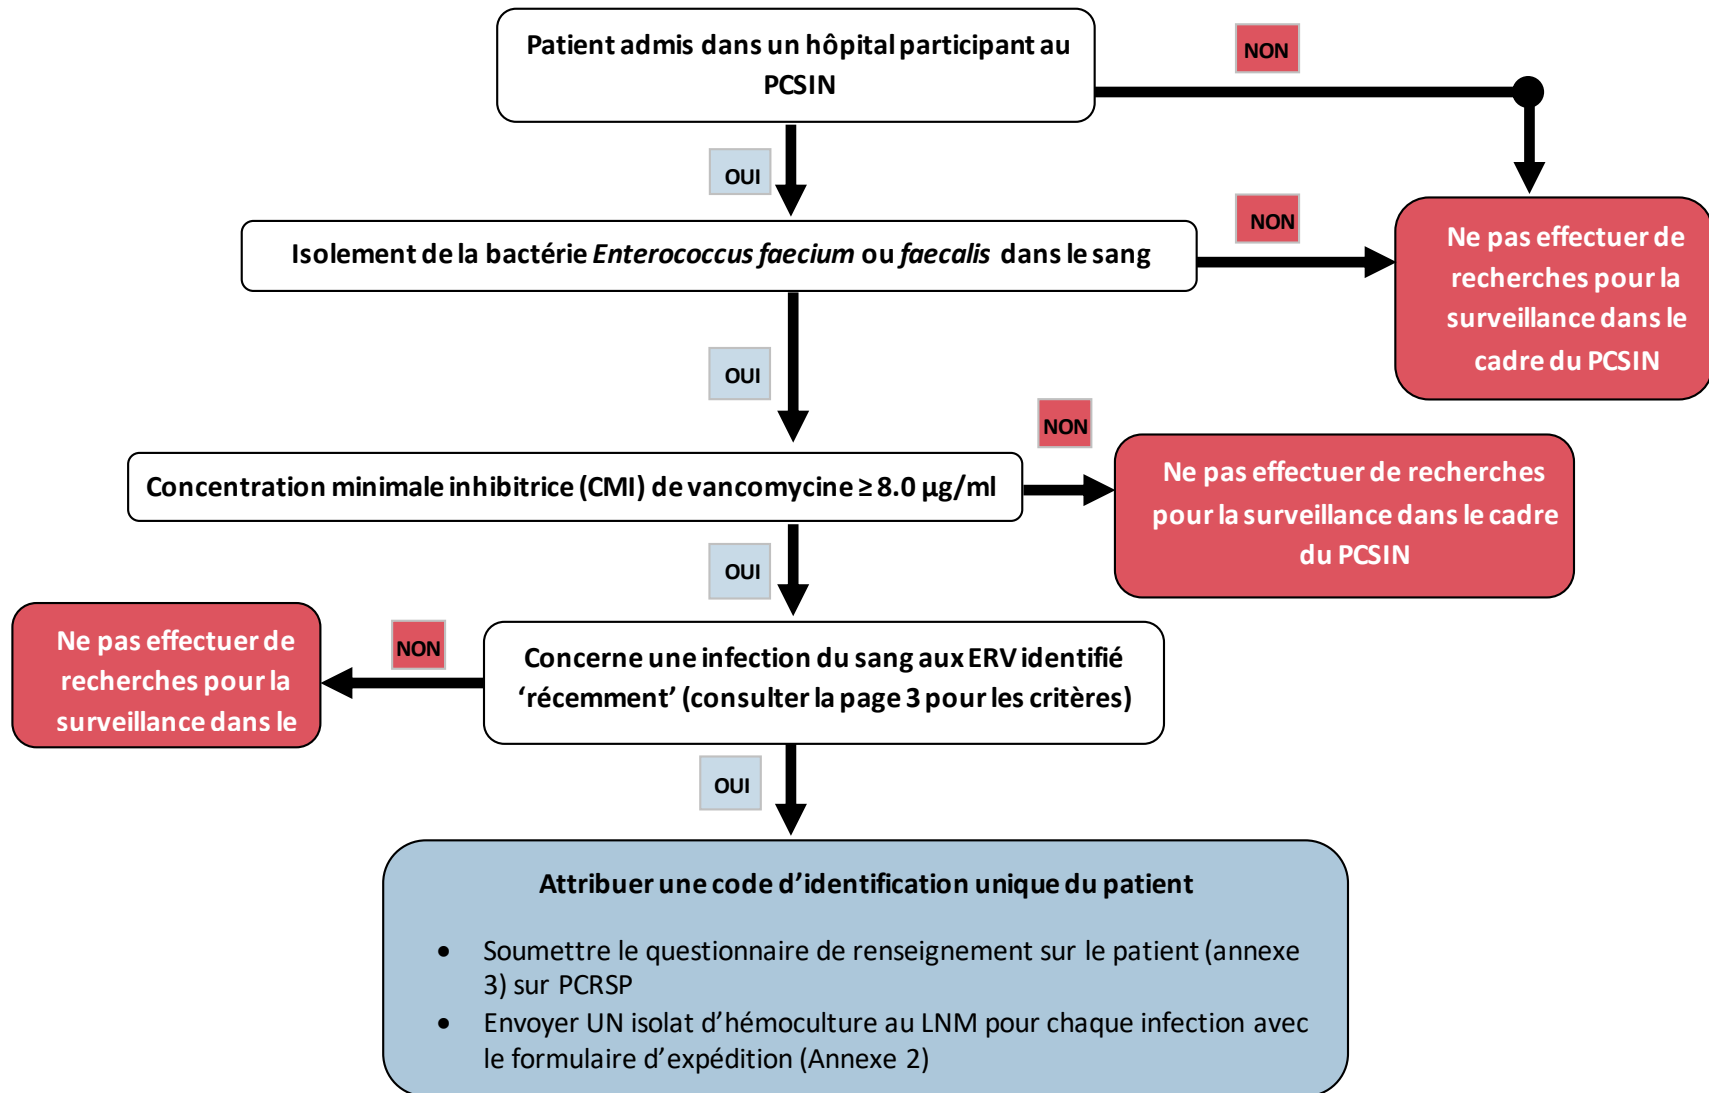 Patient admis dans un hôpital participant au
PCSIN
NON
OUI
Isolement de la bactérie Enterococcus faecium ou faecalis dans le sang
NON
Ne pas effectuer de
recherches pour la
surveillance dans le
cadre du PCSIN
OUI
Concentration minimale inhibitrice (CMI) de vancomycine ≥ 8.0 µg/ml
NON
Ne pas effectuer de recherches
pour la surveillance dans le cadre
du PCSIN
OUI
Concerne une infection du sang aux ERV identifié
‘récemment’ (consulter la page 3 pour les critères)
NON
Ne pas effectuer de
recherches pour la
surveillance dans le
OUI
Attribuer une code d’identification unique du patient
• Soumettre le questionnaire de renseignement sur le patient (annexe
3) sur PCRSP
• Envoyer UN isolat d’hémoculture au LNM pour chaque infection avec
le formulaire d’expédition (Annexe 2)